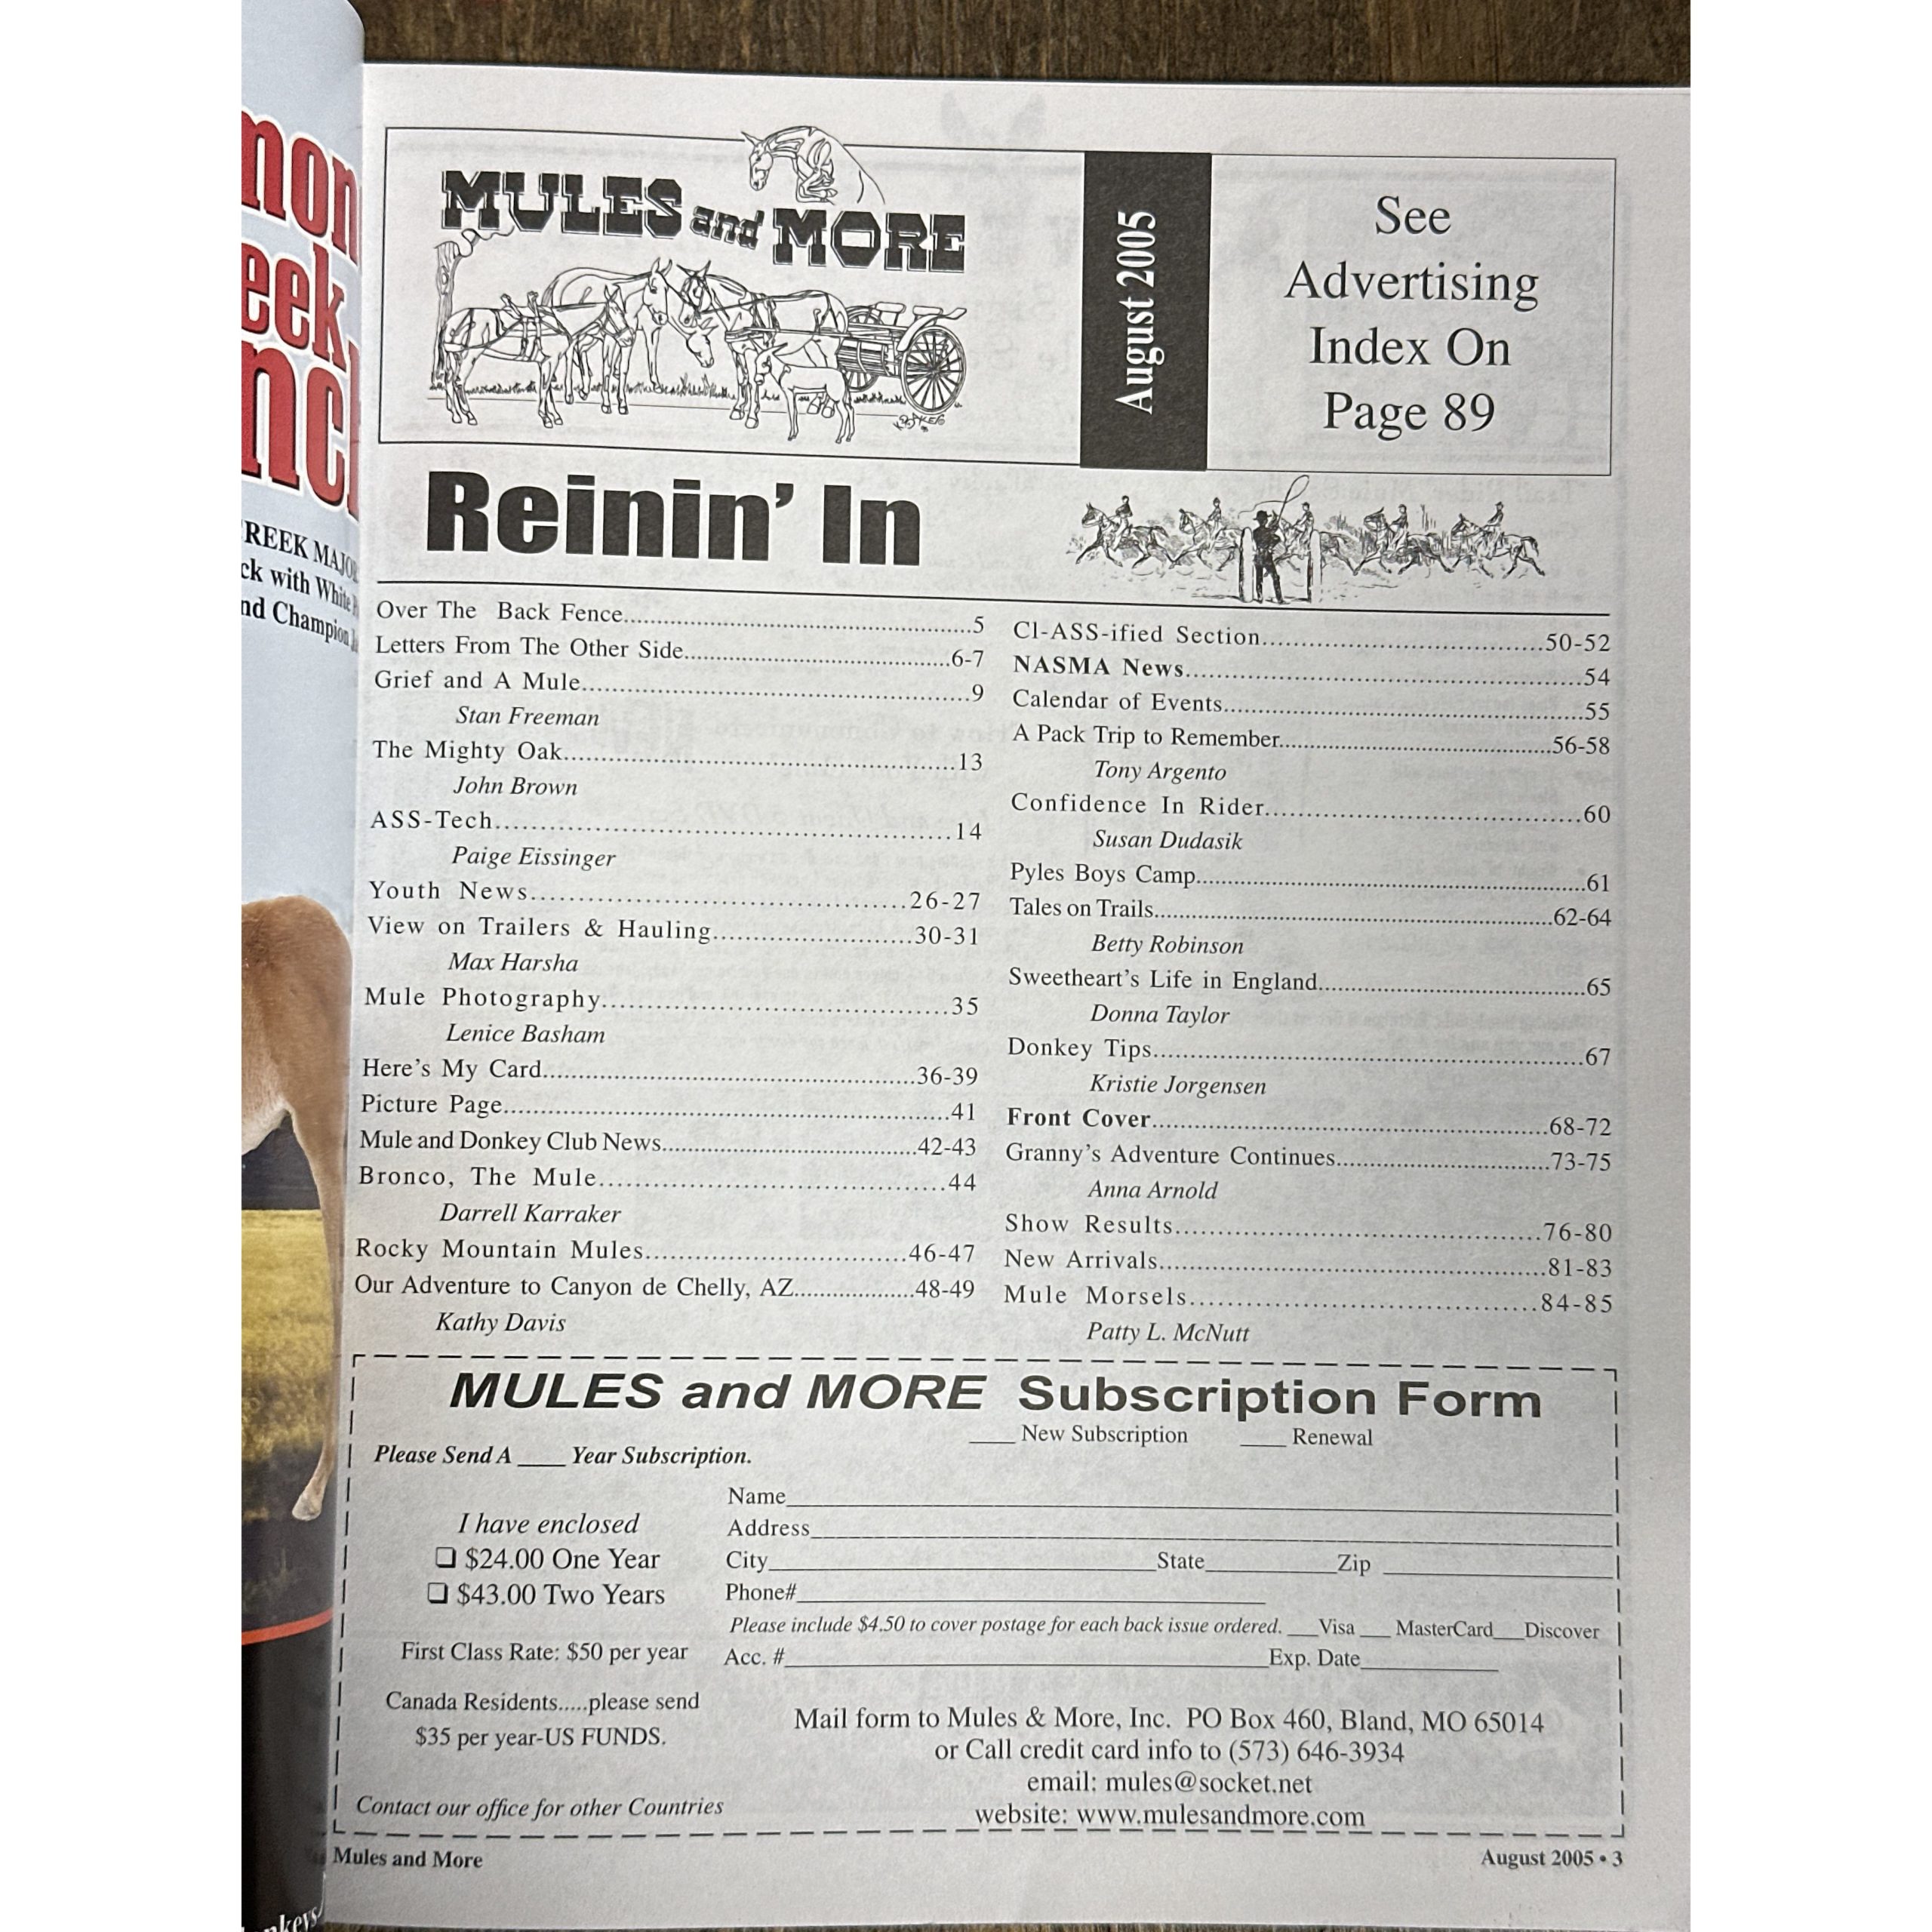 MULES and MORE
August 2005
See
Advertising
Index On
Page 89
Reinin' In
Over The Back Fence.....5
Letters From The Other Side.....6-7
Grief and A Mule.....9
Stan Freeman
The Mighty Oak.....13
John Brown
ASS-Tech.....14
Paige Eissinger
Youth News.....26-27
View on Trailers & Hauling.....30-31
Max Harsha
Mule Photography.....35
Lenice Basham
Here's My Card.....36-39
Picture Page.....41
Mule and Donkey Club News.....42-43
Bronco, The Mule.....44
Darrell Karraker
Rocky Mountain Mules.....46-47
Our Adventure to Canyon de Chelly, AZ.....48-49
Kathy Davis
Cl-ASS-ified Section.....50-52
NASMA News.....54
Calendar of Events.....55
A Pack Trip to Remember.....56-58
Tony Argento
Confidence In Rider.....60
Susan Dudasik
Pyles Boys Camp.....61
Tales on Trails.....62-64
Betty Robinson
Sweetheart's Life in England.....65
Donna Taylor
Donkey Tips.....67
Kristie Jorgensen
Front Cover.....68-72
Granny's Adventure Continues.....73-75
Anna Arnold
Show Results.....76-80
New Arrivals.....81-83
Mule Morsels.....84-85
Patty L. McNutt
MULES and MORE Subscription Form
___ New Subscription ___ Renewal
Please Send A ___ Year Subscription.
I have enclosed
❑ $24.00 One Year
❑ $43.00 Two Years
First Class Rate: $50 per year
Canada Residents.....please send
$35 per year-US FUNDS.
Contact our office for other Countries
Name___
Address___
City___State___Zip ___
Phone#___
Please include $4.50 to cover postage for each back issue ordered. ___Visa ___ MasterCard___Discover
Acc. #___Exp. Date___
Mail form to Mules & More, Inc. PO Box 460, Bland, MO 65014
or Call credit card info to (573) 646-3934
email: mules@socket.net
website: www.mulesandmore.com
Mules and More
August 2005 • 3